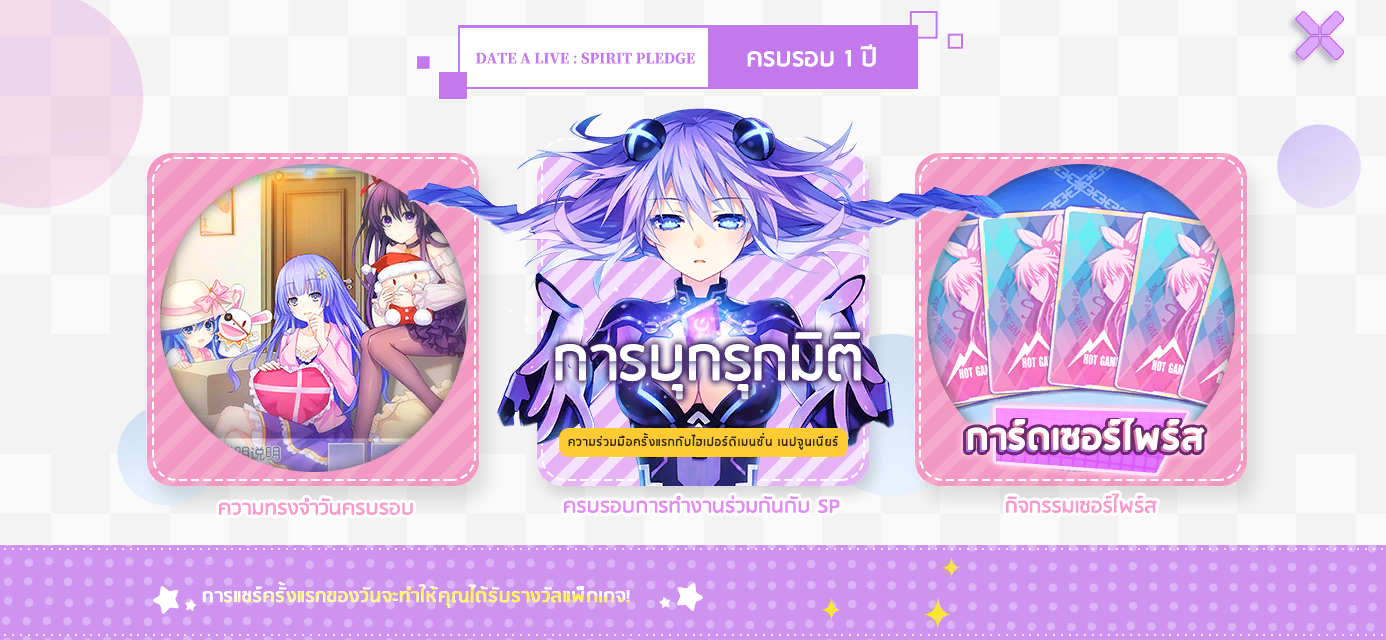 DATE A LIVE : SPIRIT PLEDGE
ครบรอบ 1 ปี
การบุกรุกมิติ
ความร่วมมือครั้งแรกกับไฮเปอร์ดิเมนชั่น เนปจูนเนียร์
HOT GAM
HOT GAM
HOT GAM
การ์ดเซอร์ไพร์ส
ความทรงจำวันครบรอบ
ครบรอบการทำงานร่วมกันกับ SP
กิจกรรมเซอร์ไพร์ส
การแชร์ครั้งแรกของวันจะทำให้คุณได้รับรางวัลแพ็กเกจ!